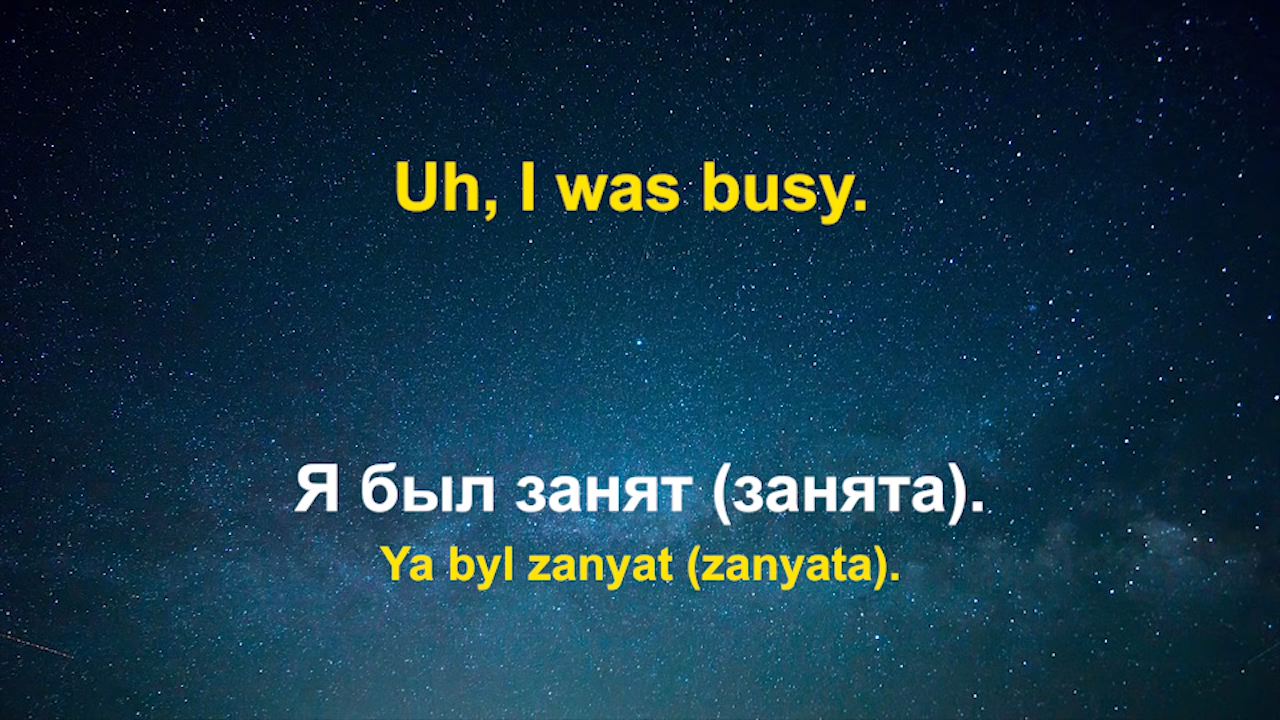 Uh, I was busy.
Я был занят (занята).
Ya byl zanyat (zanyata).